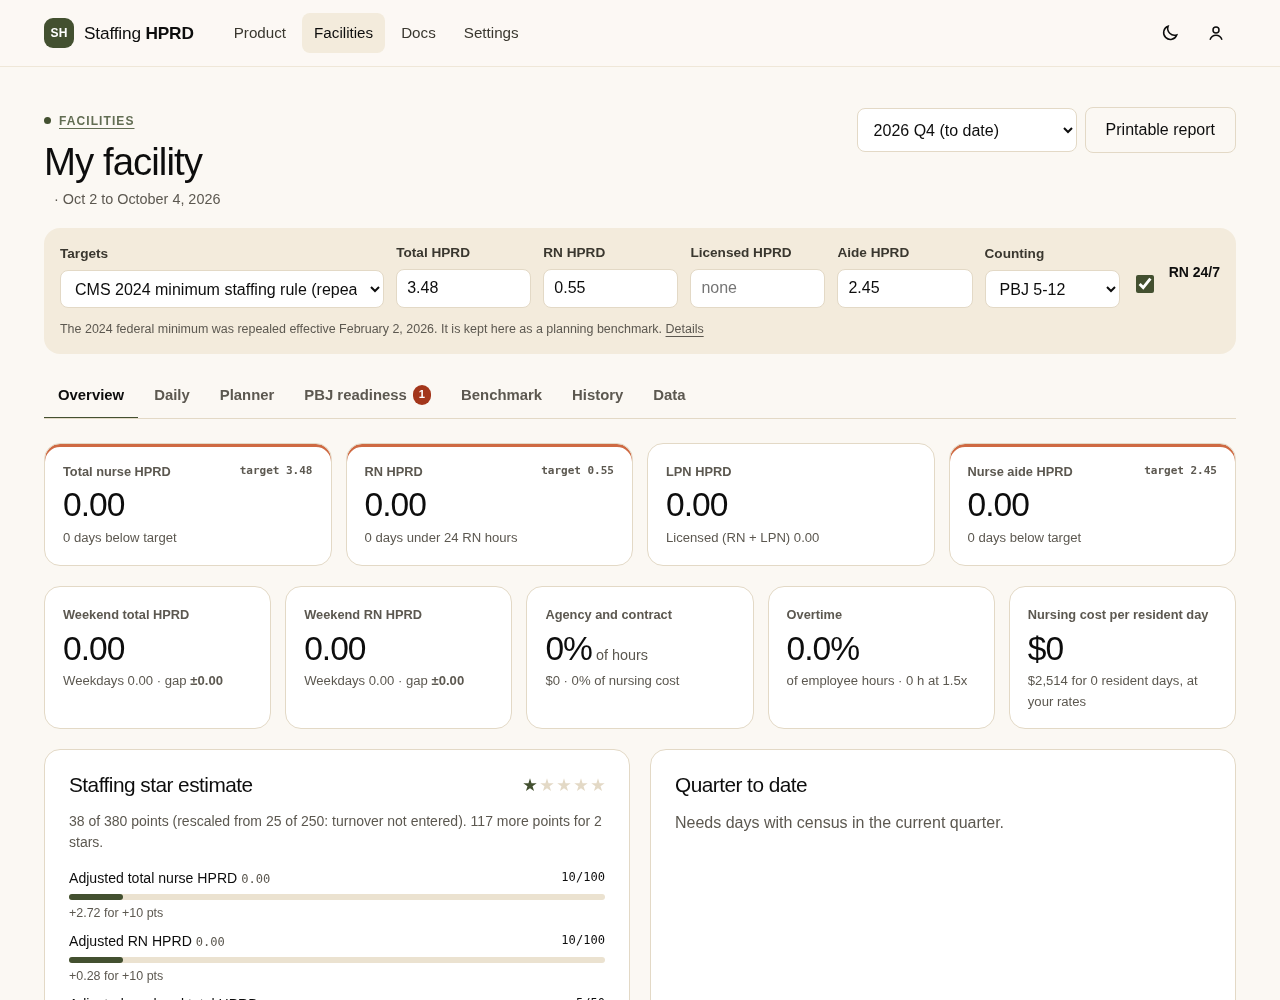 SH Staffing HPRD Product Facilities Docs Settings
FACILITIES
2026 Q4 (to date) Printable report
My facility
· Oct 2 to October 4, 2026
Targets Total HPRD RN HPRD Licensed HPRD Aide HPRD Counting
CMS 2024 minimum staffing rule (repea 3.48 0.55 none 2.45 PBJ 5-12 RN 24/7
The 2024 federal minimum was repealed effective February 2, 2026. It is kept here as a planning benchmark. Details
Overview Daily Planner PBJ readiness 1 Benchmark History Data
Total nurse HPRD target 3.48
0.00
0 days below target
RN HPRD target 0.55
0.00
0 days under 24 RN hours
LPN HPRD
0.00
Licensed (RN + LPN) 0.00
Nurse aide HPRD target 2.45
0.00
0 days below target
Weekend total HPRD
0.00
Weekdays 0.00 · gap ±0.00
Weekend RN HPRD
0.00
Weekdays 0.00 · gap ±0.00
Agency and contract
0% of hours
$0 · 0% of nursing cost
Overtime
0.0%
of employee hours · 0 h at 1.5x
Nursing cost per resident day
$0
$2,514 for 0 resident days, at
your rates
Staffing star estimate ★★★★★
38 of 380 points (rescaled from 25 of 250: turnover not entered). 117 more points for 2
stars.
Adjusted total nurse HPRD 0.00 10/100
+2.72 for +10 pts
Adjusted RN HPRD 0.00 10/100
+0.28 for +10 pts
Quarter to date
Needs days with census in the current quarter.